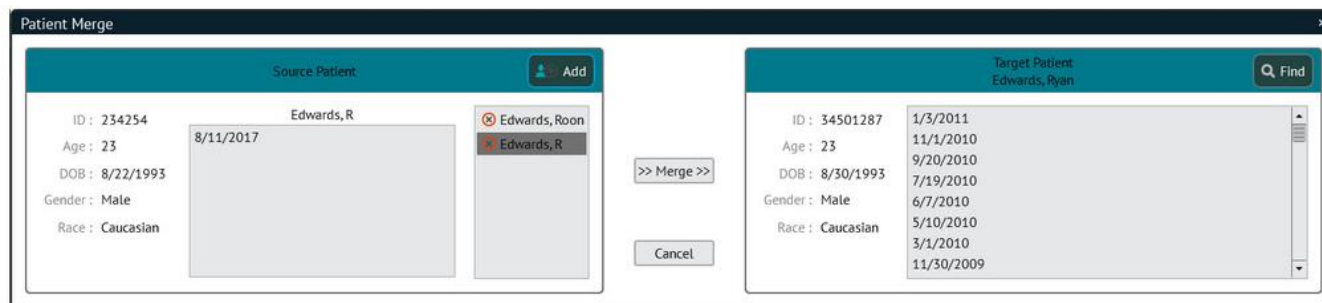 Patient Merge
Source Patient
Add
ID : 234254
Age : 23
DOB : 8/22/1993
Gender : Male
Race : Caucasian
Edwards, R
8/11/2017
Edwards, Roon
Edwards, R
>> Merge >>
Cancel
Target Patient
Edwards, Ryan
Find
ID : 34501287
Age : 23
DOB : 8/30/1993
Gender : Male
Race : Caucasian
1/3/2011
11/1/2010
9/20/2010
7/19/2010
6/7/2010
5/10/2010
3/1/2010
11/30/2009